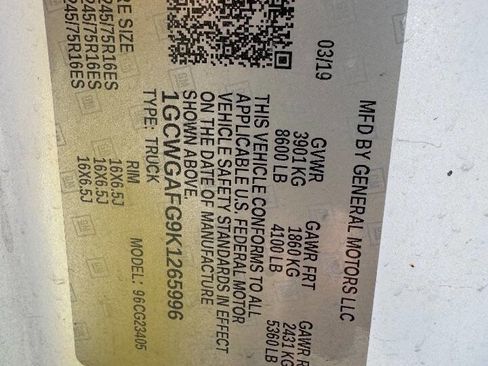 MFD BY GENERAL MOTORS LLC
03/19 GVWR GAWR FRT GAWR R
3901 KG 1860 KG 2431 KG
8600 LB 4100 LB 5360 LB
THIS VEHICLE CONFORMS TO ALL
APPLICABLE U.S. FEDERAL MOTOR
VEHICLE SAFETY STANDARDS IN EFFECT
ON THE DATE OF MANUFACTURE
SHOWN ABOVE.
1GCWGAFG9K1265996
TYPE: TRUCK MODEL: 96CG23405
RE SIZE RIM
245/75R16ES 16X6.5J
245/75R16ES 16X6.5J
245/75R16ES 16X6.5J